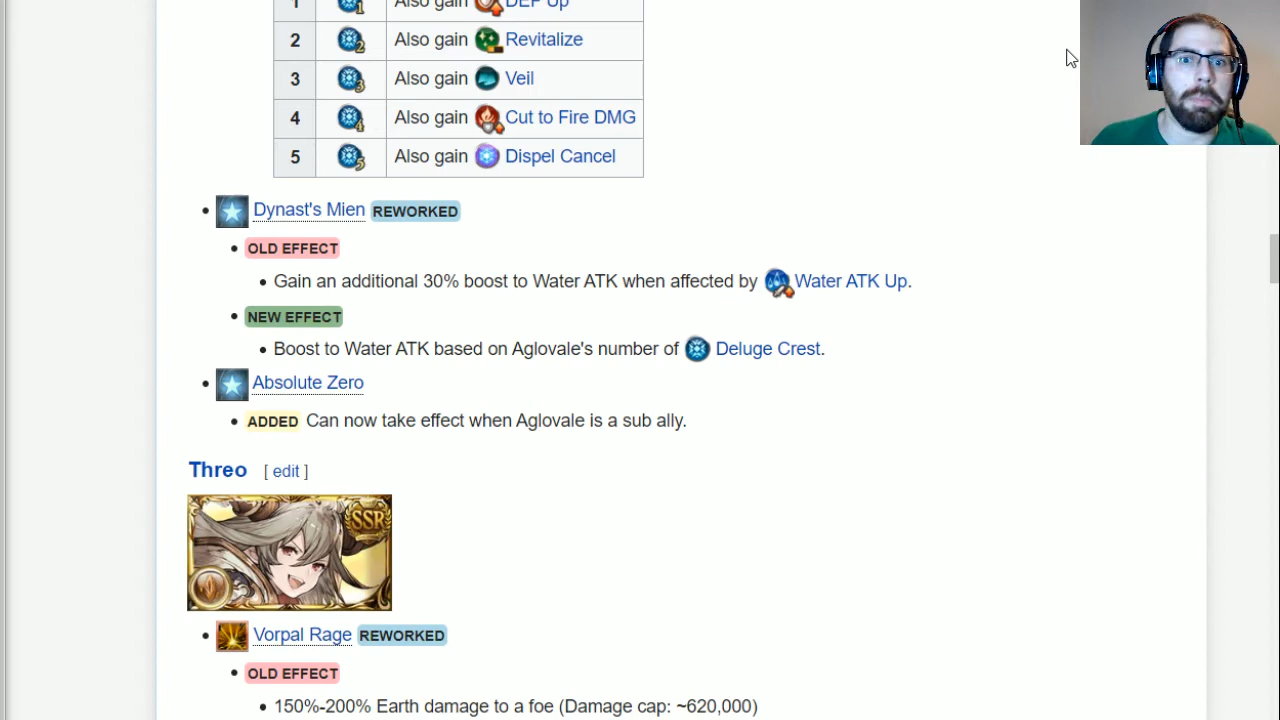 1 Also gain DEF Up
2 Also gain Revitalize
3 Also gain Veil
4 Also gain Cut to Fire DMG
5 Also gain Dispel Cancel
Dynast's Mien REWORKED
OLD EFFECT
Gain an additional 30% boost to Water ATK when affected by Water ATK Up.
NEW EFFECT
Boost to Water ATK based on Aglovale's number of Deluge Crest.
Absolute Zero
ADDED Can now take effect when Aglovale is a sub ally.
Threo [ edit ]
SSR
Vorpal Rage REWORKED
OLD EFFECT
150%-200% Earth damage to a foe (Damage cap: ~620,000)